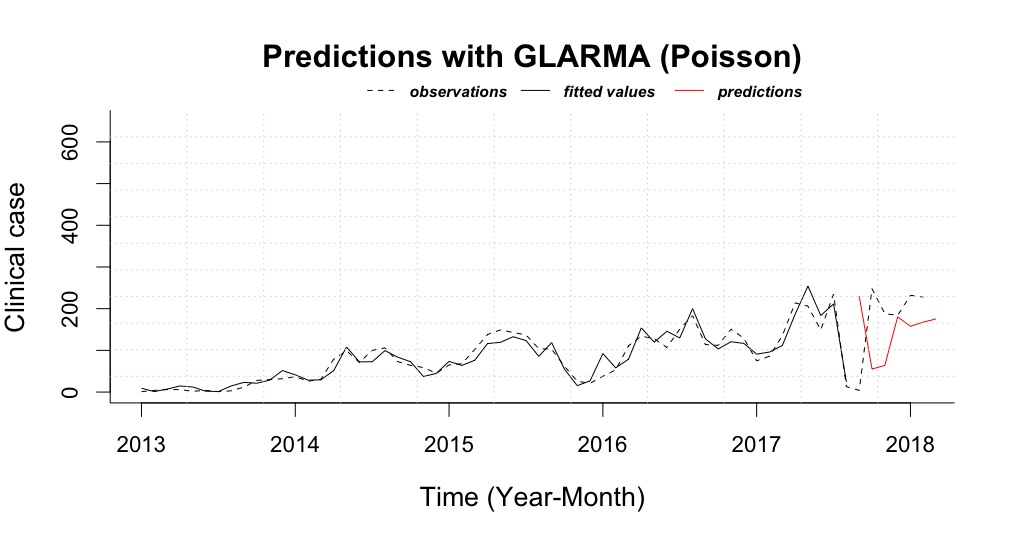 Predictions with GLARMA (Poisson)
observations fitted values predictions
Clinical case
600
400
200
0
2013 2014 2015 2016 2017 2018
Time (Year-Month)